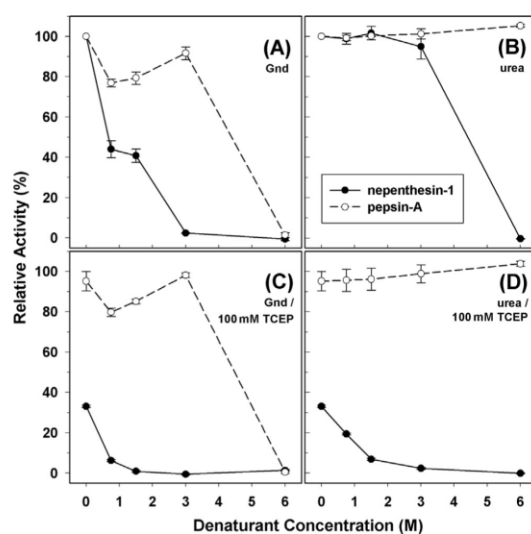 (A)
Gnd
(B)
urea
nepenthesin-1
pepsin-A
(C)
Gnd /
100 mM TCEP
(D)
urea /
100 mM TCEP
Relative Activity (%)
100
80
60
40
20
0
100
80
60
40
20
0
0 1 2 3 4 5 6 0 1 2 3 4 5 6
Denaturant Concentration (M)